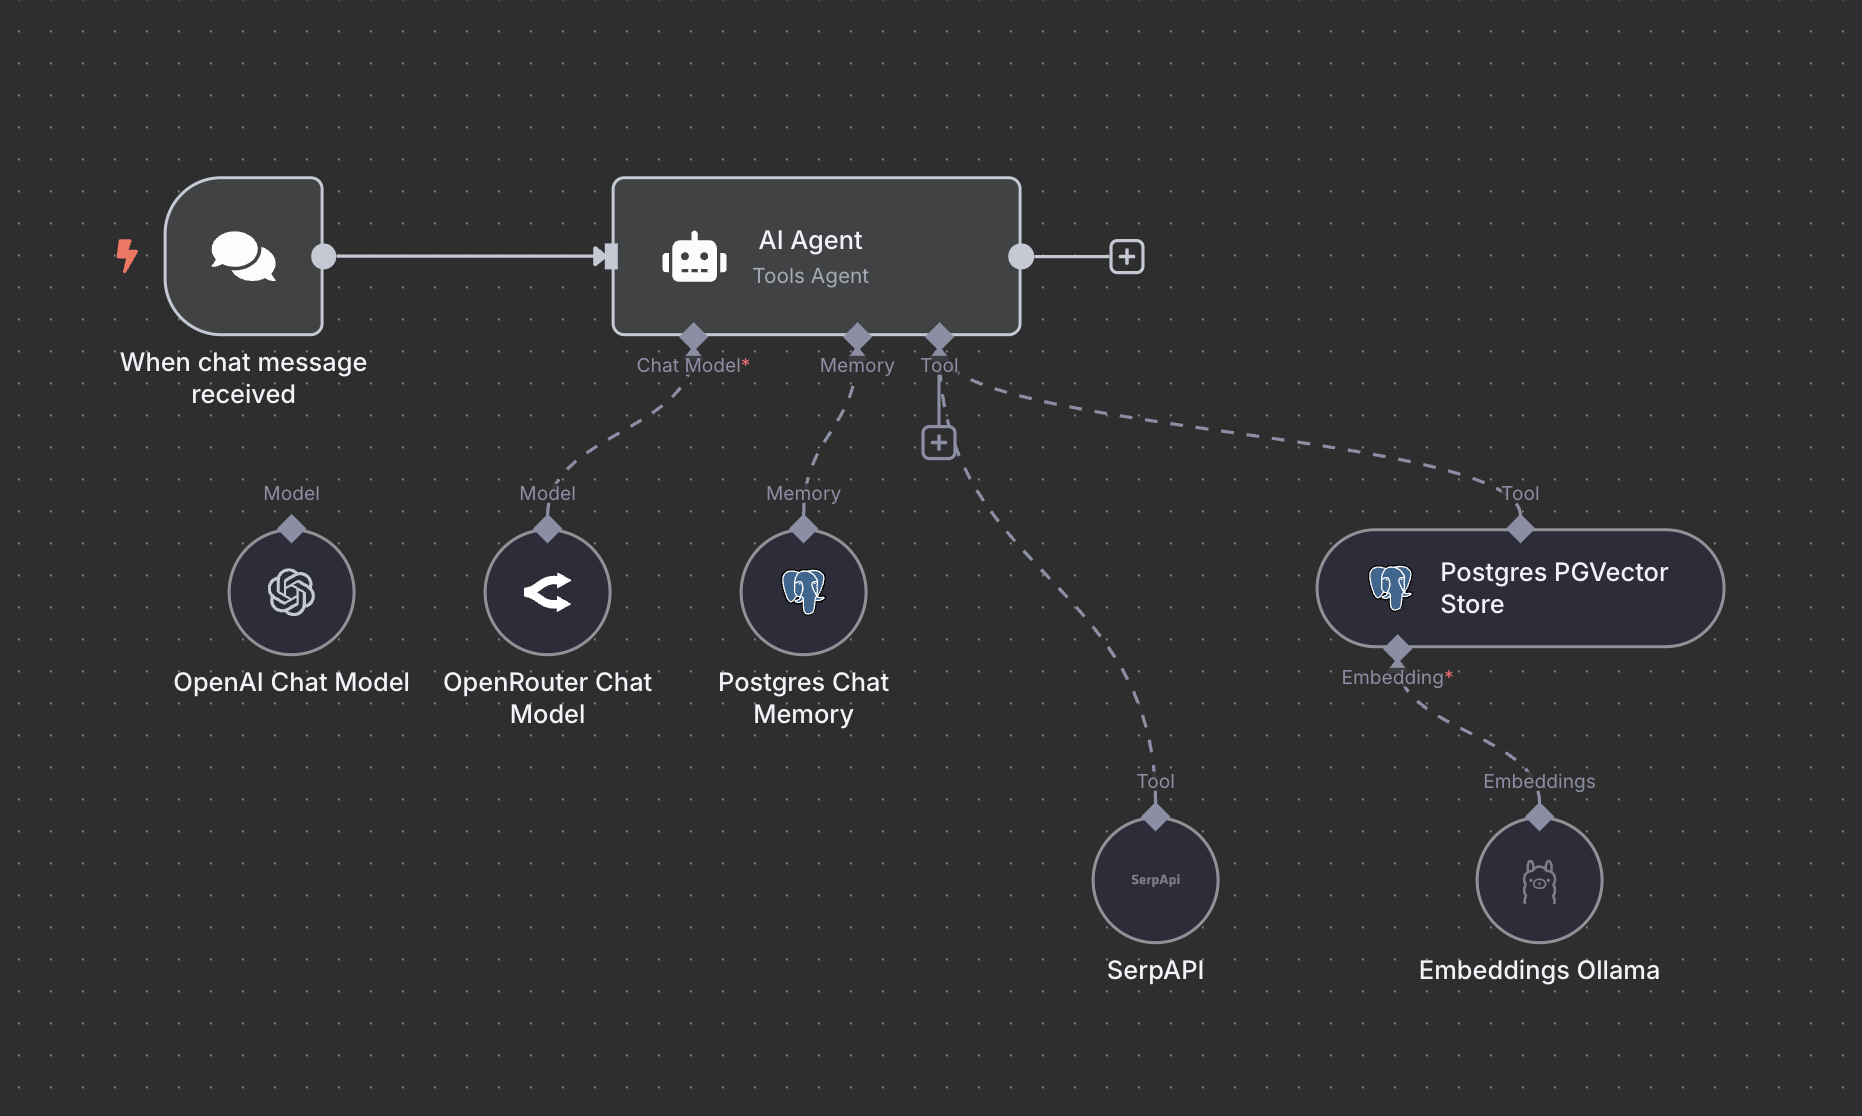 AI Agent
Tools Agent
When chat message
received
Chat Model*
Memory
Tool
Model
Model
Memory
Tool
OpenAI Chat Model
OpenRouter Chat
Model
Postgres Chat
Memory
Postgres PGVector
Store
Embedding*
Tool
Embeddings
SerpApi
SerpAPI
Embeddings Ollama